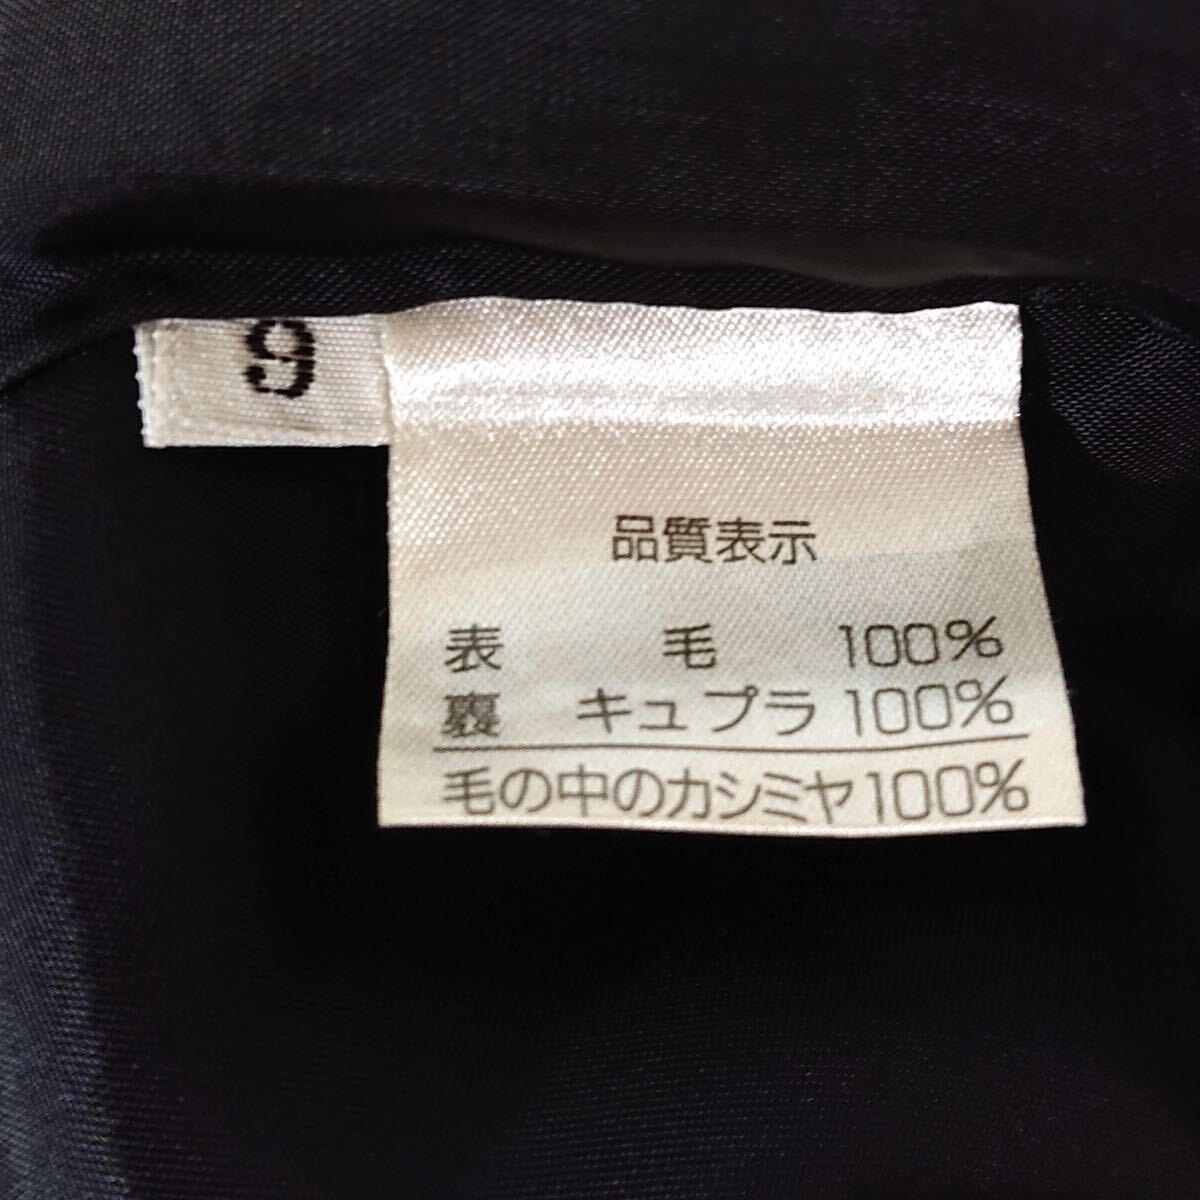 9
品質表示
表 毛 100%
裏 キュプラ 100%
毛の中のカシミヤ100%